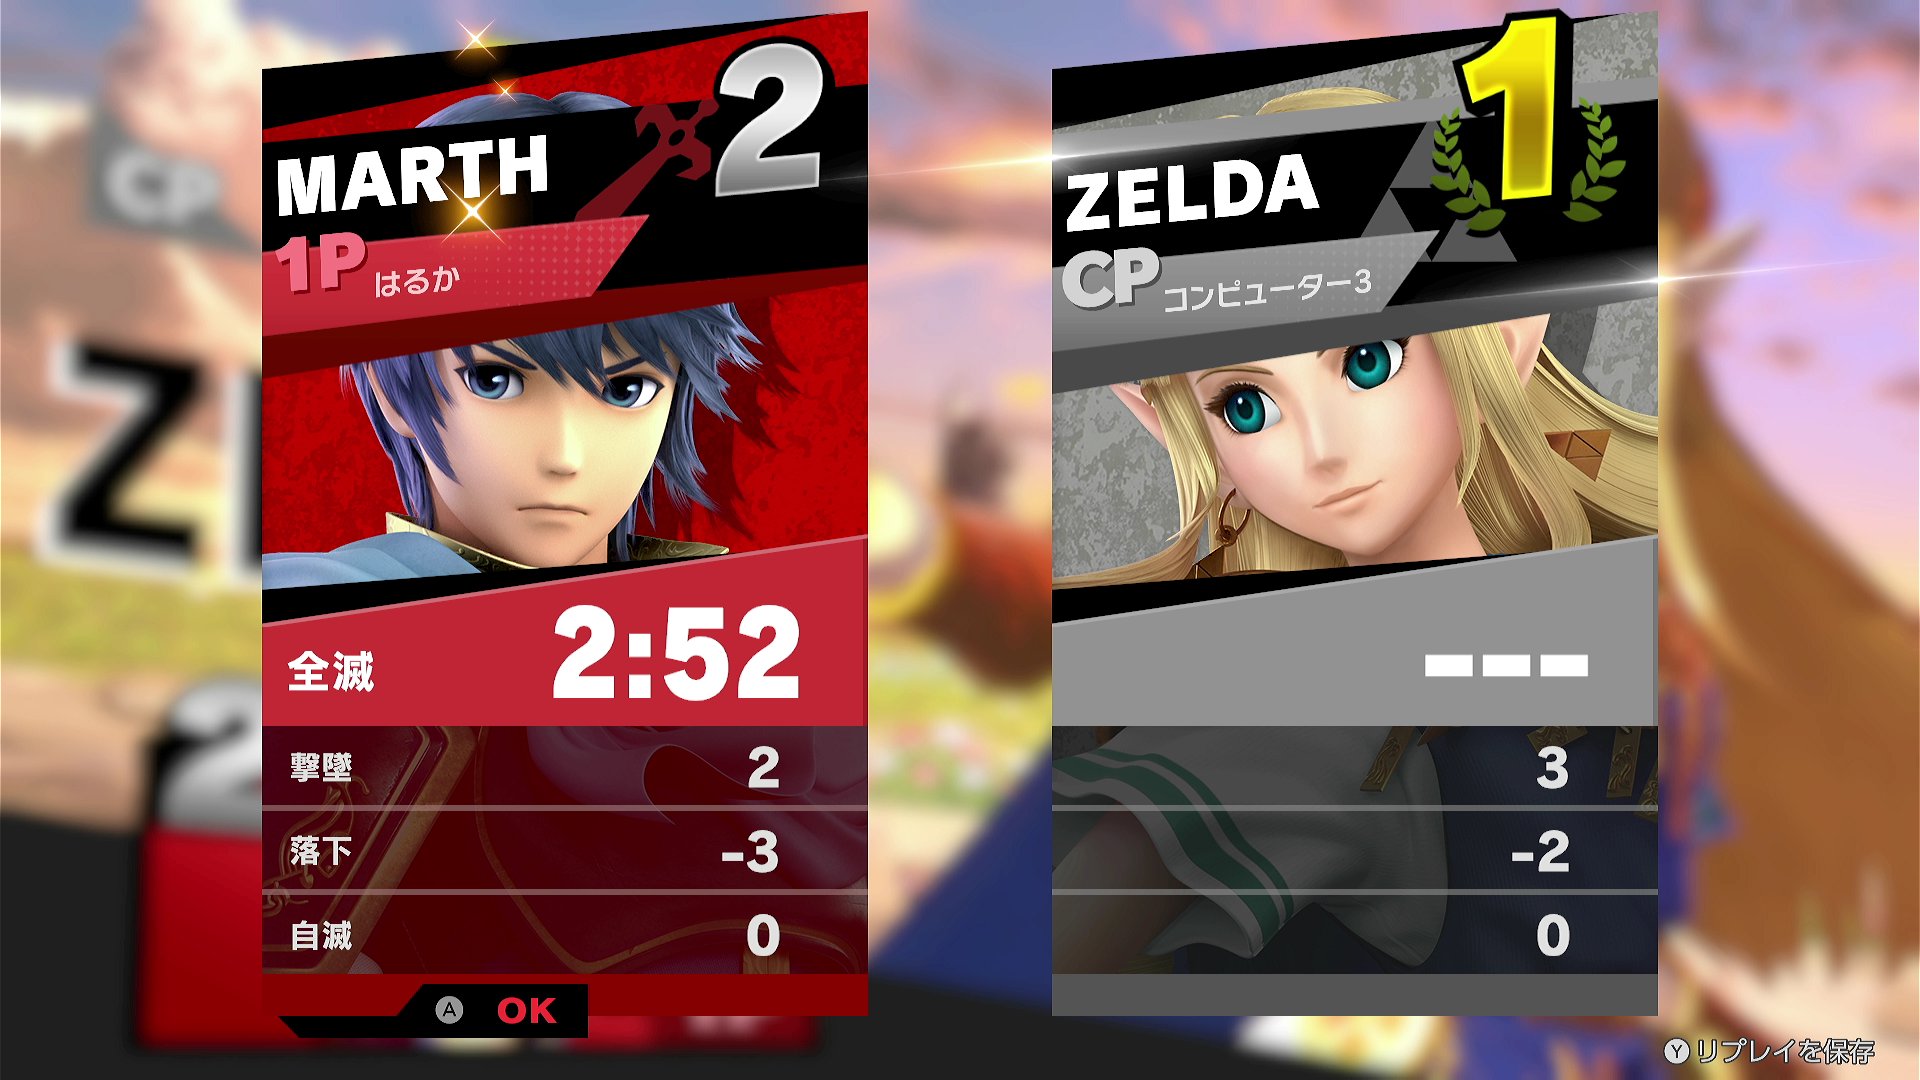 MARTH
2
1P はるか
全滅 2:52
撃墜 2
落下 -3
自滅 0
A OK
ZELDA
1
CP コンピューター3
---
3
-2
0
Y リプレイを保存
CP
2